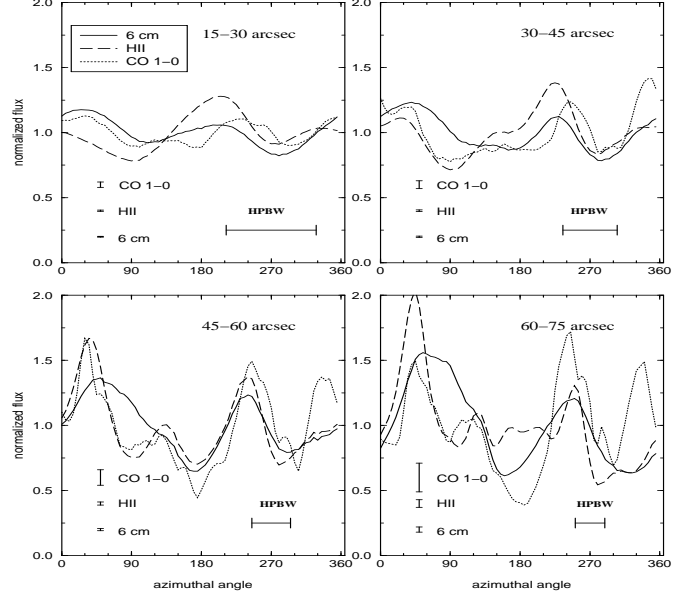 2.0
15–30 arcsec
30–45 arcsec
6 cm
HII
CO 1–0
1.5
normalized flux
1.0
CO 1–0
HII
HPBW
6 cm
0.5
0.0
0 90 180 270 360
2.0
1.5
1.0
CO 1–0
HII
HPBW
6 cm
0.5
0.0
0 90 180 270 360
2.0
45–60 arcsec
1.5
normalized flux
1.0
CO 1–0
HII
HPBW
6 cm
0.5
0.0
0 90 180 270 360
azimuthal angle
2.0
60–75 arcsec
1.5
1.0
CO 1–0
HII
HPBW
6 cm
0.5
0.0
0 90 180 270 360
azimuthal angle